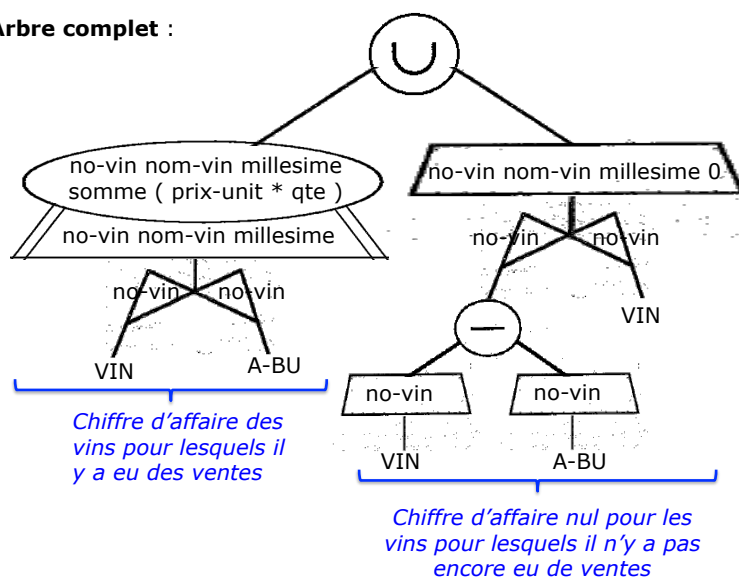 Arbre complet :
no-vin nom-vin millesime
somme ( prix-unit * qte )
no-vin nom-vin millesime
no-vin no-vin
VIN A-BU
Chiffre d'affaire des
vins pour lesquels il
y a eu des ventes
no-vin nom-vin millesime 0
no-vin no-vin
VIN
no-vin no-vin
VIN A-BU
Chiffre d'affaire nul pour les
vins pour lesquels il n'y a pas
encore eu de ventes